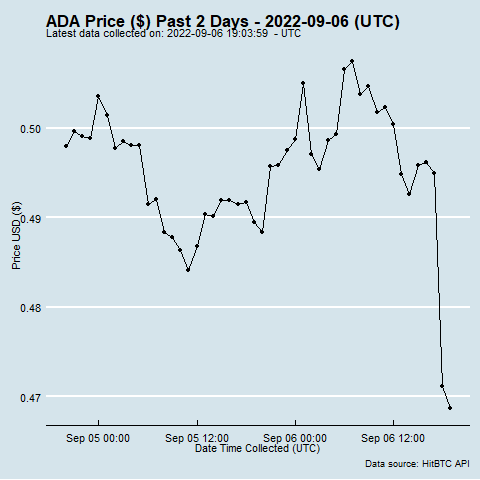 ADA Price ($) Past 2 Days - 2022-09-06 (UTC)
Latest data collected on: 2022-09-06 19:03:59 - UTC
0.50
0.49
0.48
0.47
Price USD ($)
Sep 05 00:00 Sep 05 12:00 Sep 06 00:00 Sep 06 12:00
Date Time Collected (UTC)
Data source: HitBTC API